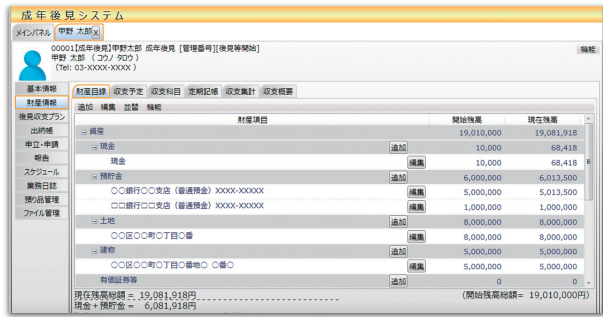 成年後見システム
メインパネル 甲野 太郎 x
00001【成年後見】甲野太郎 成年後見 [管理番号][後見等開始]
機能
甲野 太郎 ( コウノ タロウ )
(Tel: 03-XXXX-XXXX )
基本情報
財産情報
後見収支プラン
出納帳
申立・申請
報告
スケジュール
業務日誌
預り品管理
ファイル管理
財産目録 収支予定 収支科目 定期記帳 収支集計 収支概要
追加 編集 並替 機能
財産項目 開始残高 現在残高
資産 19,010,000 19,081,918
現金 追加 10,000 68,418
現金 編集 10,000 68,418
預貯金 追加 6,000,000 6,013,500
○○銀行○○支店（普通預金）XXXX-XXXXX 編集 5,000,000 5,013,500
□□銀行□□支店（普通預金）XXXX-XXXXX 編集 1,000,000 1,000,000
土地 追加 8,000,000 8,000,000
○○区○○町○丁目○番 編集 8,000,000 8,000,000
建物 追加 5,000,000 5,000,000
○○区○○町○丁目○番地○ ○番○ 編集 5,000,000 5,000,000
有価証券等 追加 0 0
現在残高総額 = 19,081,918円 (開始残高総額= 19,010,000円)
現金+預貯金 = 6,081,918円